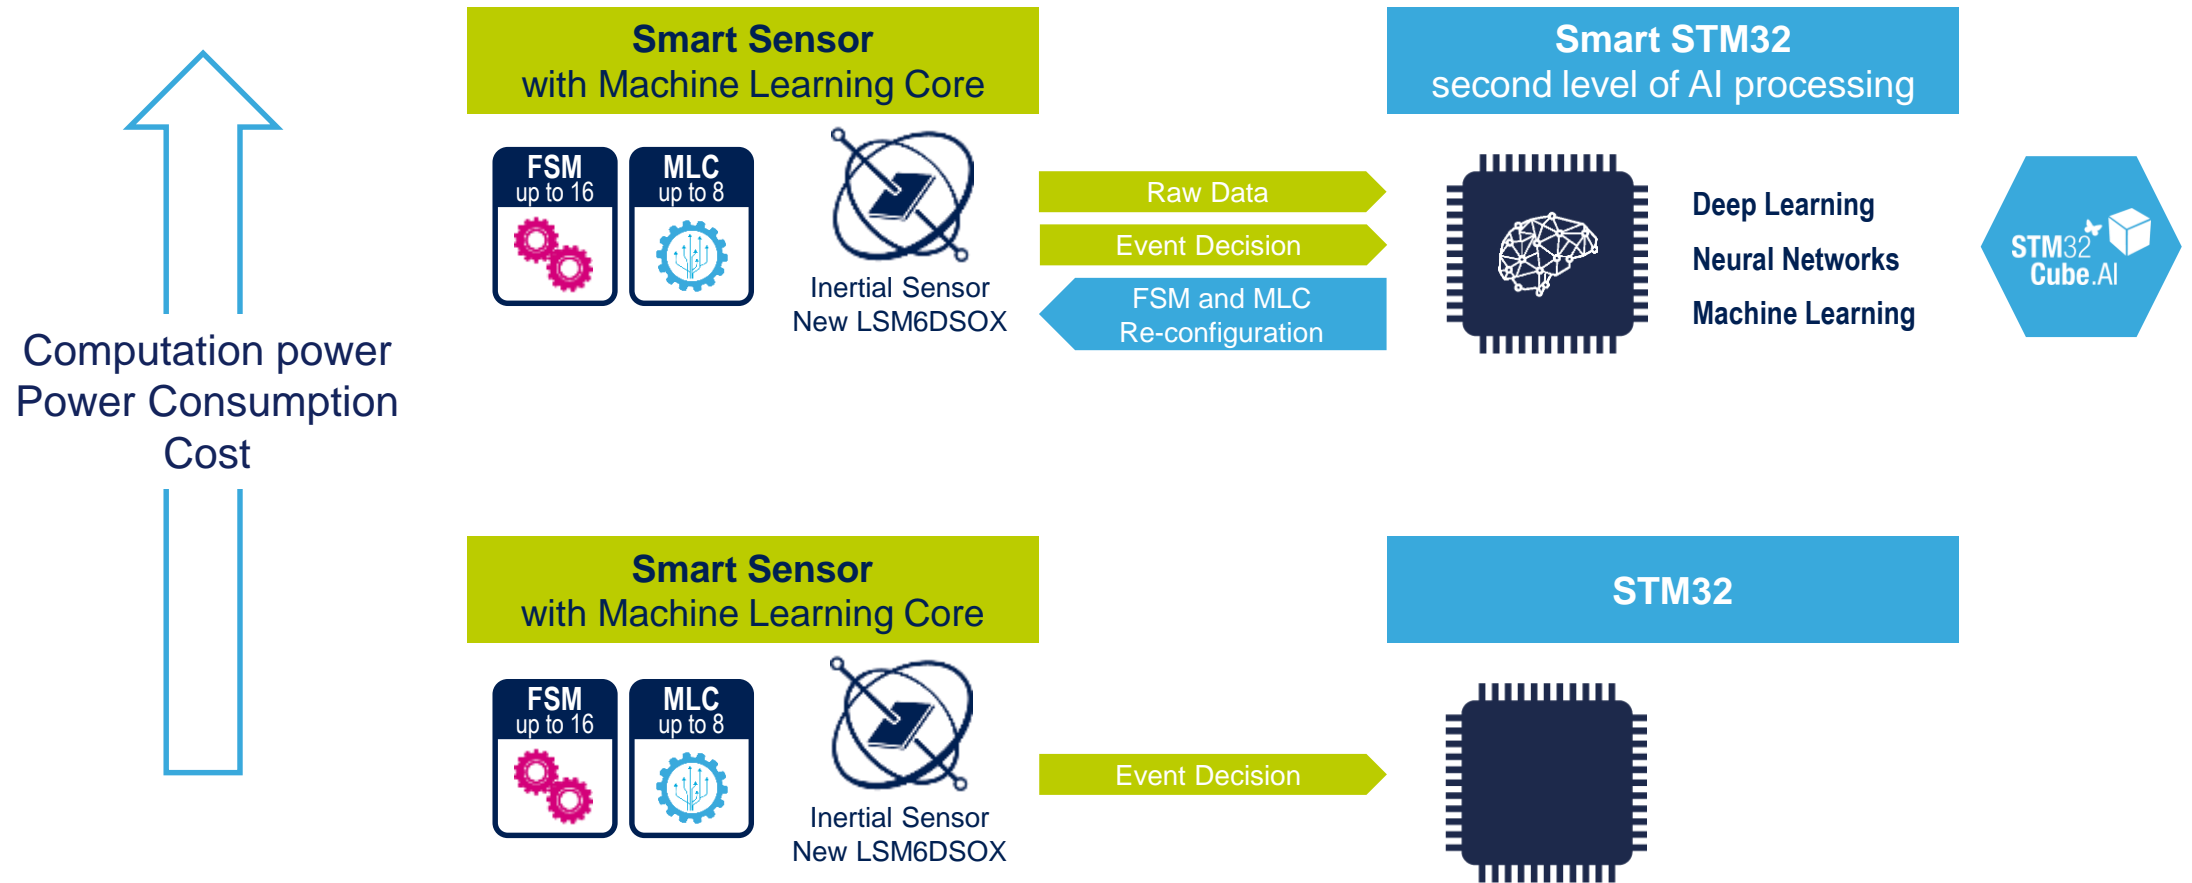 Smart Sensor
with Machine Learning Core
Smart STM32
second level of AI processing
FSM
up to 16
MLC
up to 8
Inertial Sensor
New LSM6DSOX
Raw Data
Event Decision
FSM and MLC
Re-configuration
Deep Learning
Neural Networks
Machine Learning
STM32
Cube.AI
Computation power
Power Consumption
Cost
Smart Sensor
with Machine Learning Core
STM32
FSM
up to 16
MLC
up to 8
Inertial Sensor
New LSM6DSOX
Event Decision